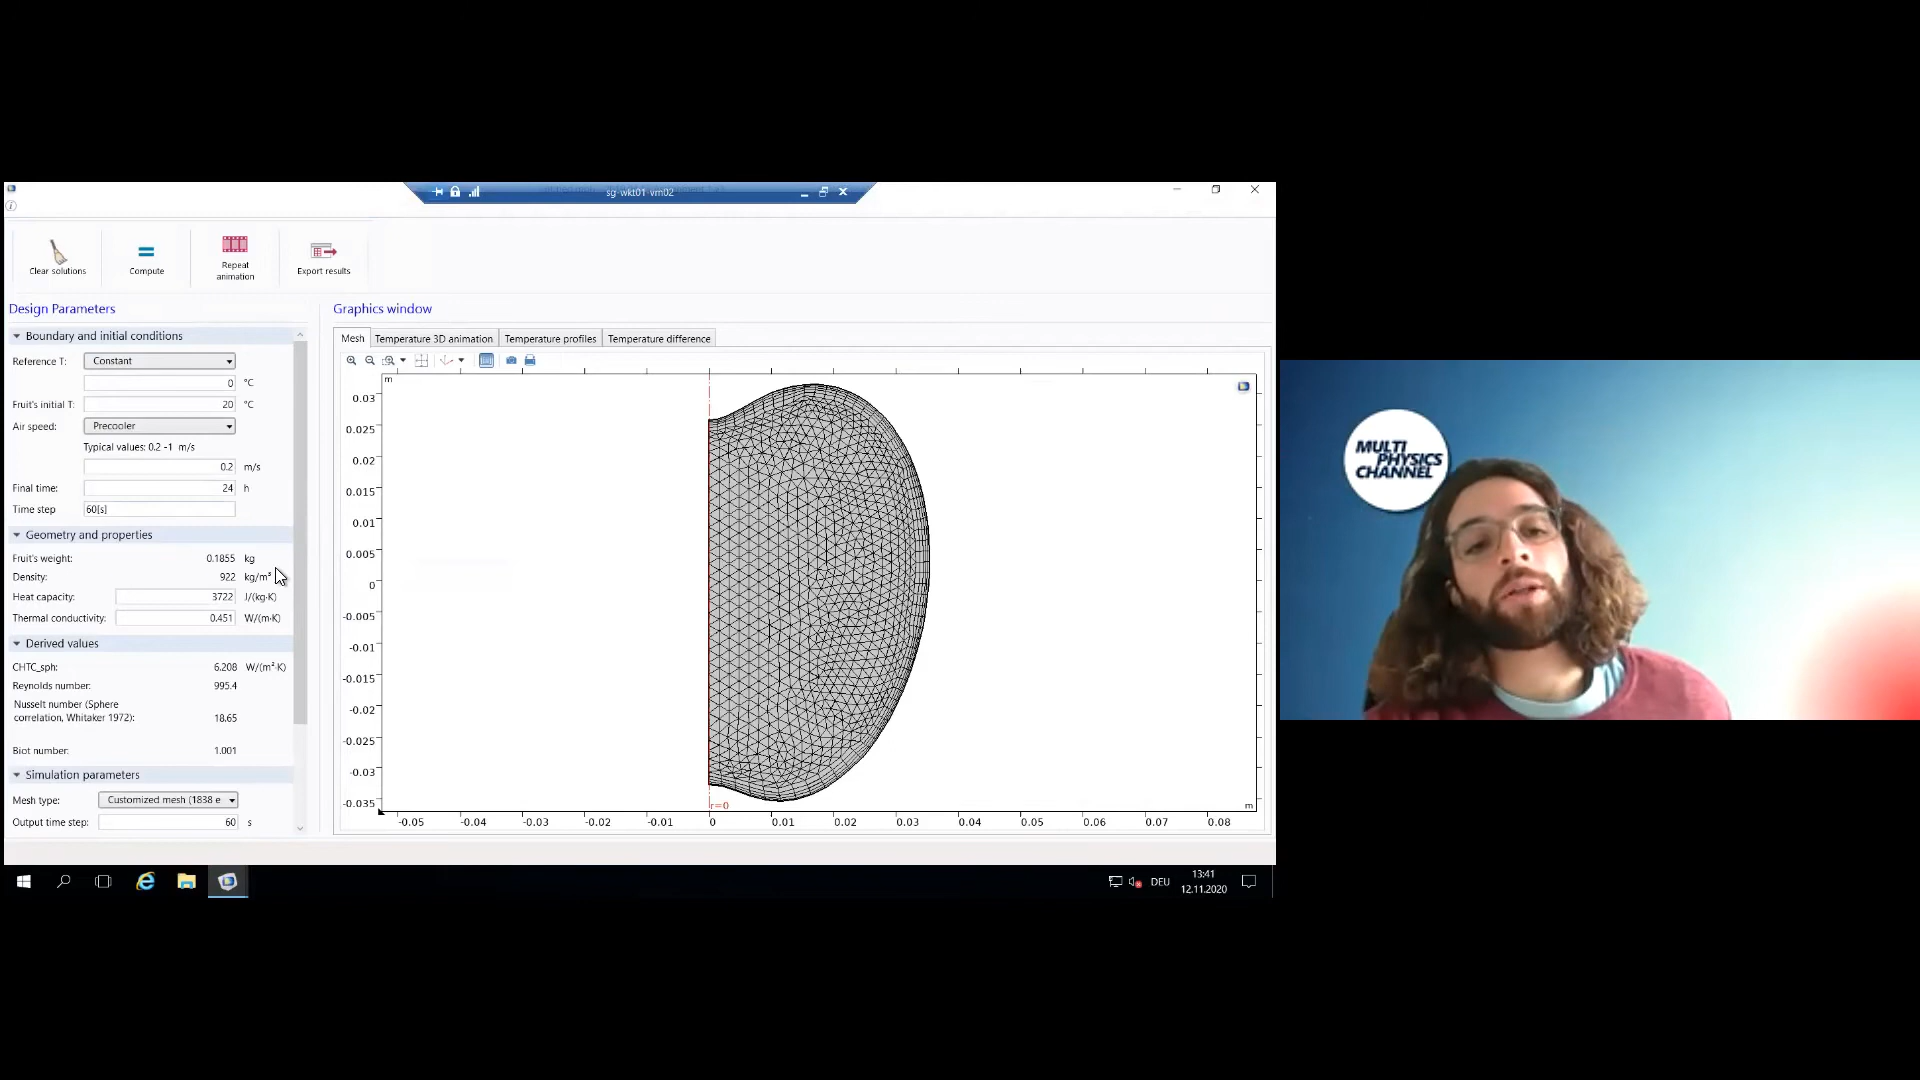 sg-wkt01-vm02
Clear solutions
Compute
Repeat
animation
Export results
Design Parameters
Boundary and initial conditions
Reference T: Constant
0 °C
Fruit's initial T: 20 °C
Air speed: Precooler
Typical values: 0.2 -1 m/s
0.2 m/s
Final time: 24 h
Time step 60[s]
Geometry and properties
Fruit's weight: 0.1855 kg
Density: 922 kg/m³
Heat capacity: 3722 J/(kg·K)
Thermal conductivity: 0.451 W/(m·K)
Derived values
CHTC_sph: 6.208 W/(m²·K)
Reynolds number: 995.4
Nusselt number (Sphere
correlation, Whitaker 1972): 18.65
Biot number: 1.001
Simulation parameters
Mesh type: Customized mesh (1838 e
Output time step: 60 s
Graphics window
Mesh Temperature 3D animation Temperature profiles Temperature difference
m
0.03
0.025
0.02
0.015
0.01
0.005
0
-0.005
-0.01
-0.015
-0.02
-0.025
-0.03
-0.035
r=0
m
-0.05 -0.04 -0.03 -0.02 -0.01 0 0.01 0.02 0.03 0.04 0.05 0.06 0.07 0.08
DEU
13:41
12.11.2020
MULTI
PHYSICS
CHANNEL